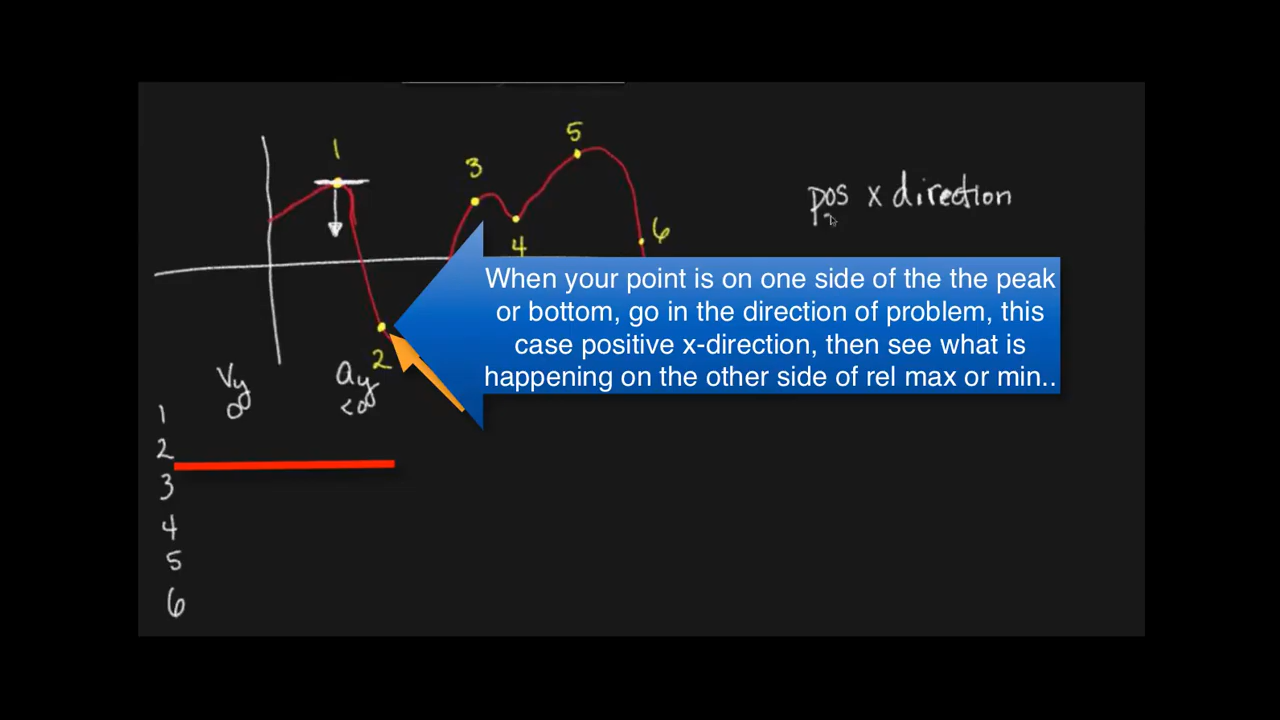 1
5
3
pos x direction
4
6
When your point is on one side of the the peak
or bottom, go in the direction of problem, this
case positive x-direction, then see what is
happening on the other side of rel max or min..
2
Vy ay
1 0 <0
2
3
4
5
6